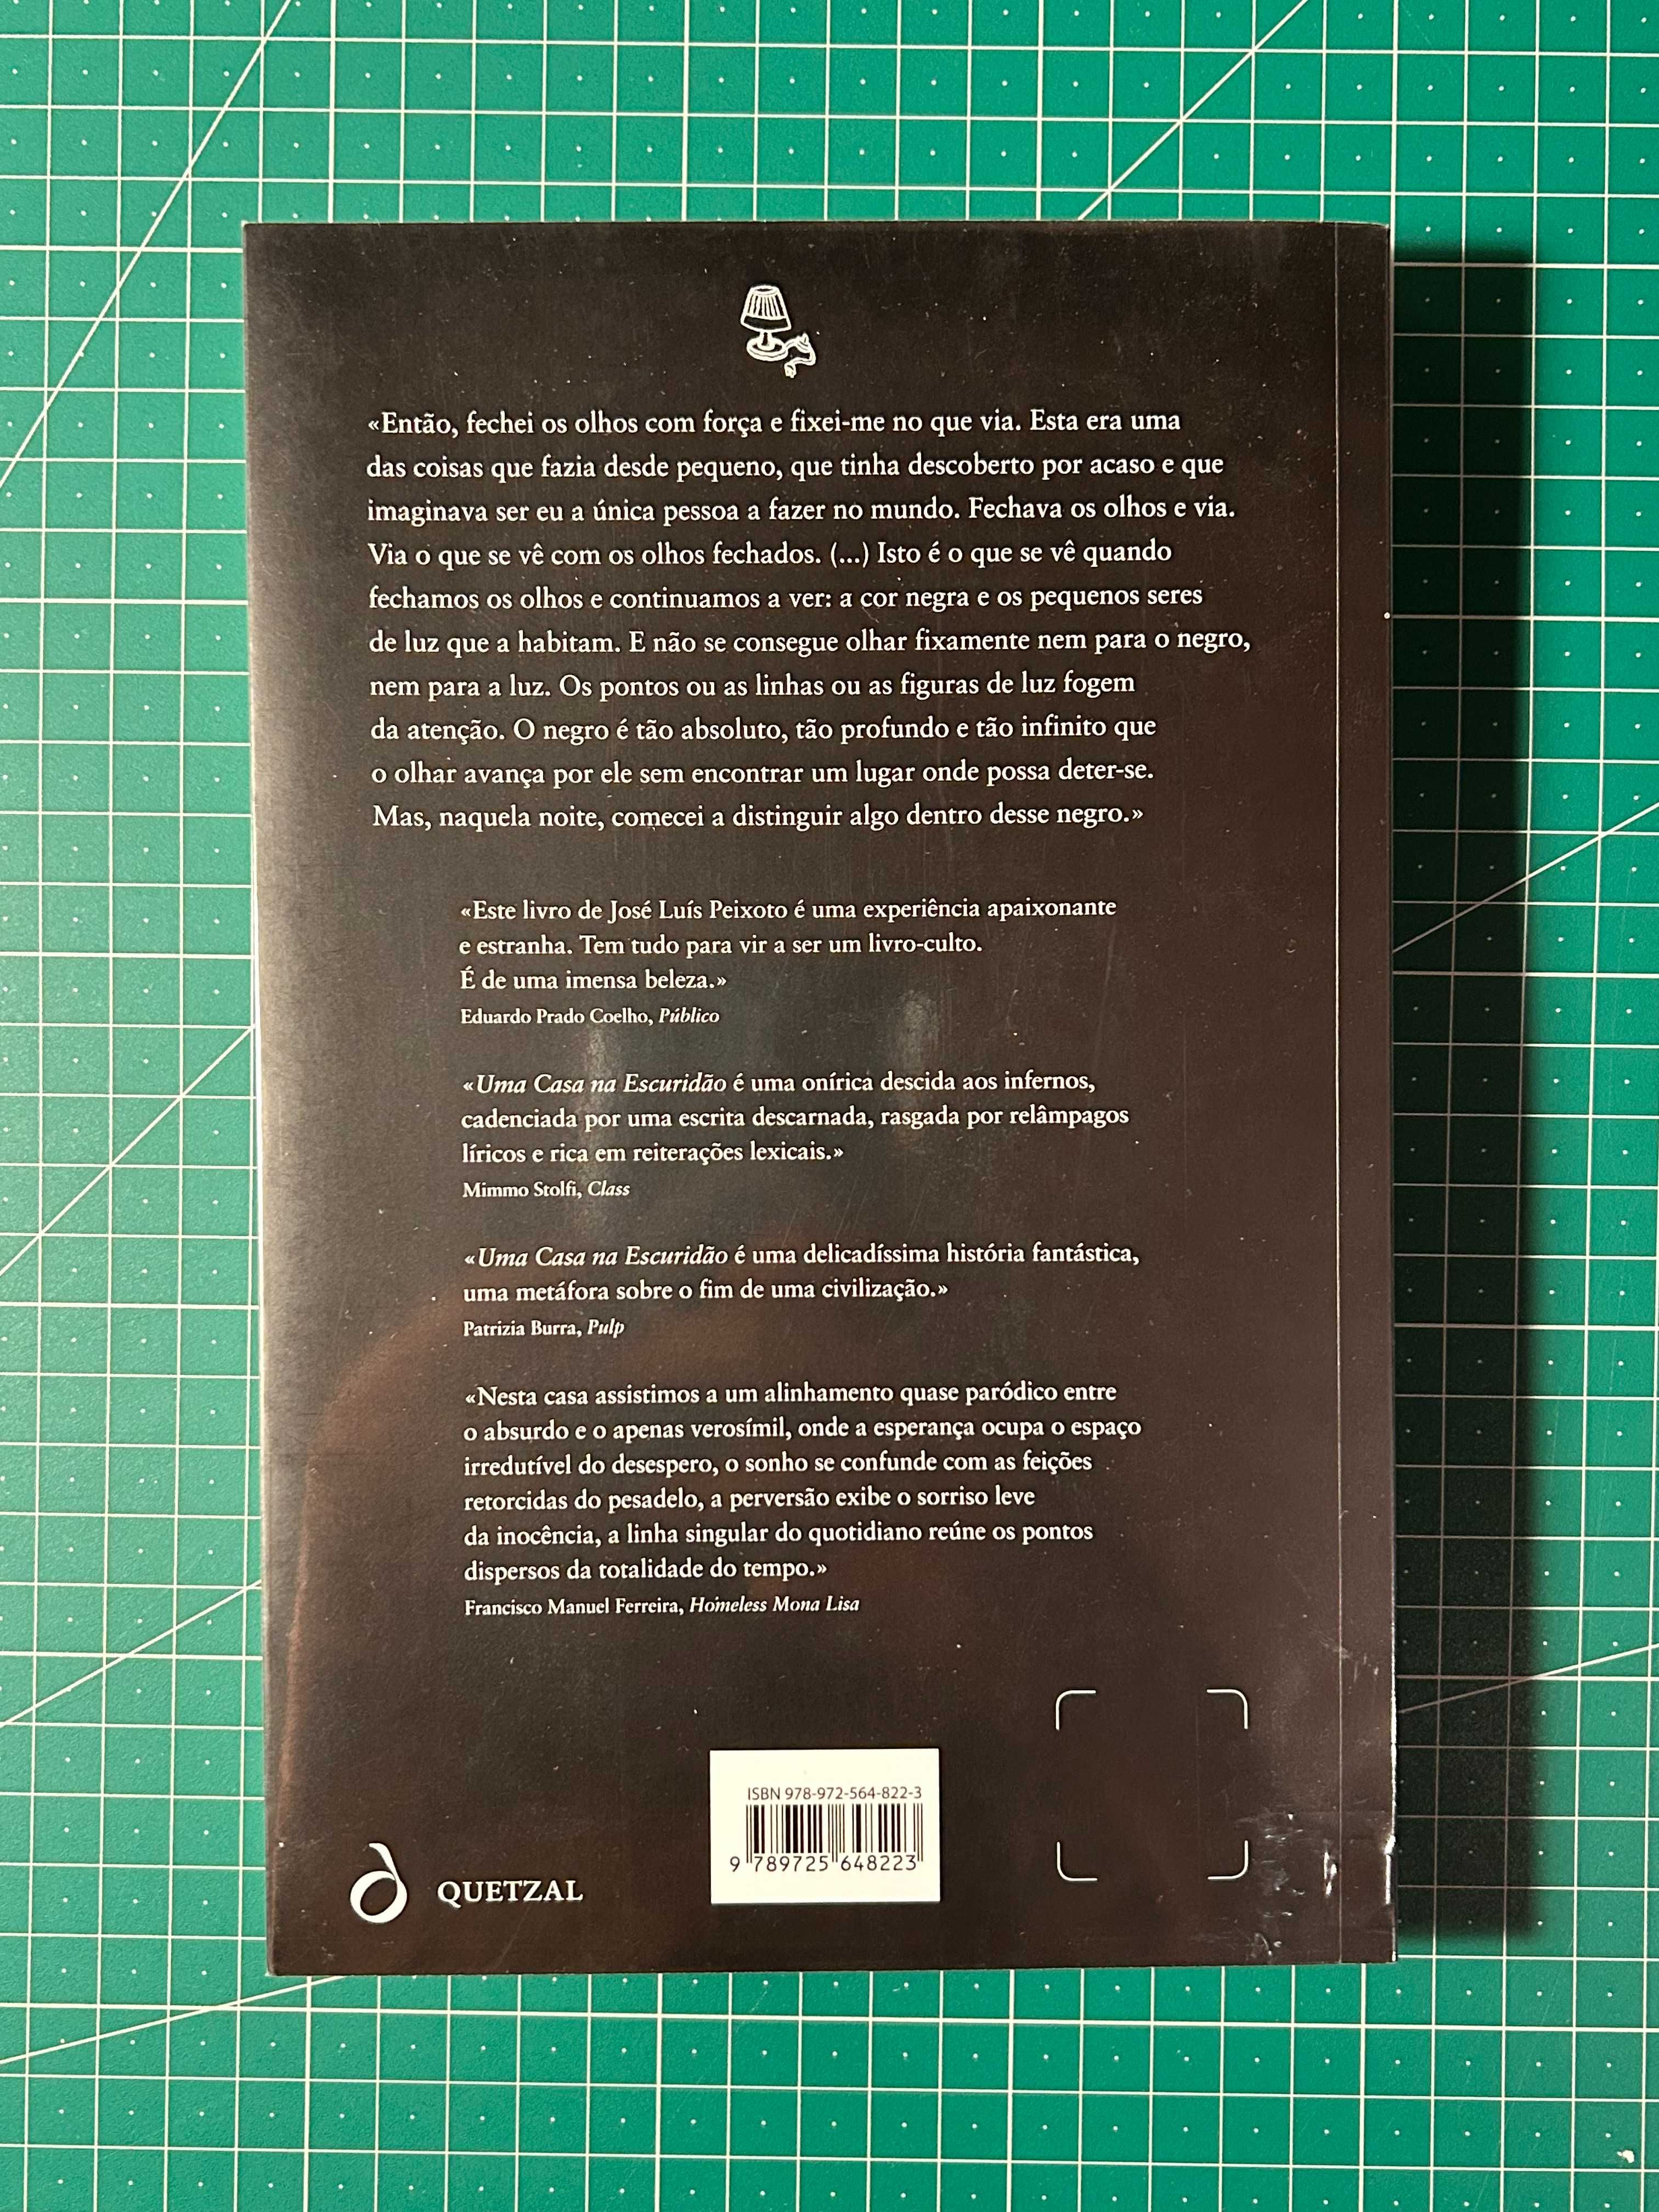 «Então, fechei os olhos com força e fixei-me no que via. Esta era uma
das coisas que fazia desde pequeno, que tinha descoberto por acaso e que
imaginava ser eu a única pessoa a fazer no mundo. Fechava os olhos e via.
Via o que se vê com os olhos fechados. (...) Isto é o que se vê quando
fechamos os olhos e continuamos a ver: a cor negra e os pequenos seres
de luz que a habitam. E não se consegue olhar fixamente nem para o negro,
nem para a luz. Os pontos ou as linhas ou as figuras de luz fogem
da atenção. O negro é tão absoluto, tão profundo e tão infinito que
o olhar avança por ele sem encontrar um lugar onde possa deter-se.
Mas, naquela noite, comecei a distinguir algo dentro desse negro.»
«Este livro de José Luís Peixoto é uma experiência apaixonante
e estranha. Tem tudo para vir a ser um livro-culto.
É de uma imensa beleza.»
Eduardo Prado Coelho, Público
«Uma Casa na Escuridão é uma onírica descida aos infernos,
cadenciada por uma escrita descarnada, rasgada por relâmpagos
líricos e rica em reiterações lexicais.»
Mimmo Stolfi, Class
«Uma Casa na Escuridão é uma delicadíssima história fantástica,
uma metáfora sobre o fim de uma civilização.»
Patrizia Burra, Pulp
«Nesta casa assistimos a um alinhamento quase paródico entre
o absurdo e o apenas verosímil, onde a esperança ocupa o espaço
irredutível do desespero, o sonho se confunde com as feições
retorcidas do pesadelo, a perversão exibe o sorriso leve
da inocência, a linha singular do quotidiano reúne os pontos
dispersos da totalidade do tempo.»
Francisco Manuel Ferreira, Homeless Mona Lisa
ISBN 978-972-564-822-3
9 789725 648223
QUETZAL